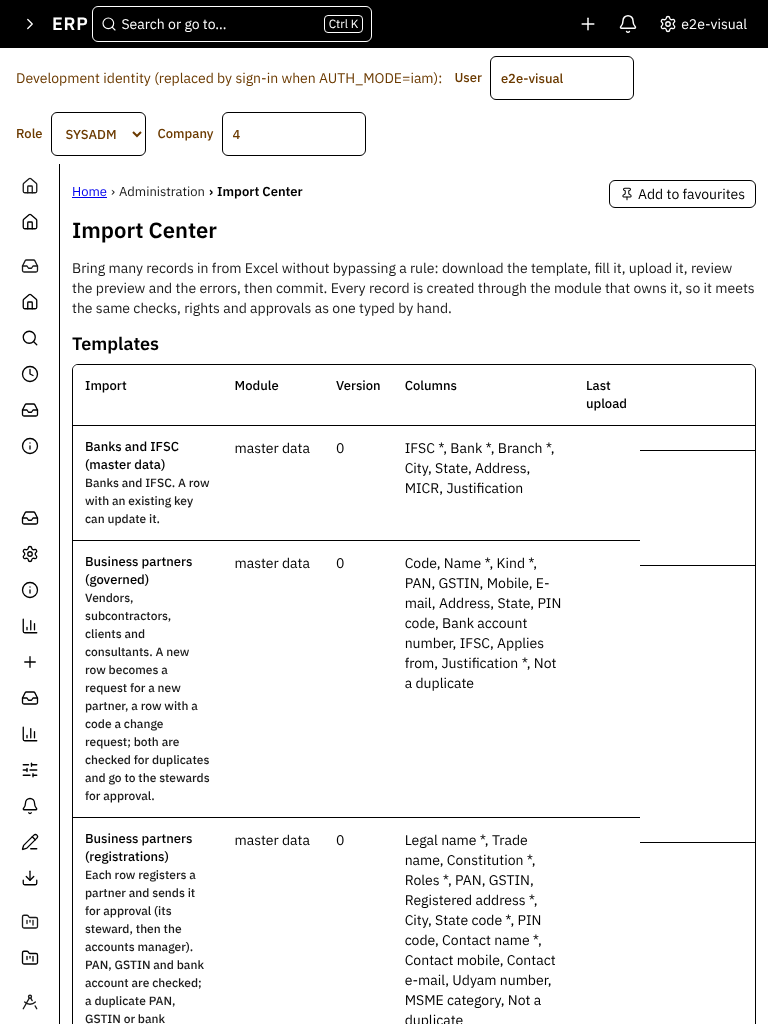 ERP
Search or go to...
Ctrl K
e2e-visual
Development identity (replaced by sign-in when AUTH_MODE=iam):
User
e2e-visual
Role
SYSADM
Company
4
Home › Administration › Import Center
Add to favourites
Import Center
Bring many records in from Excel without bypassing a rule: download the template, fill it, upload it, review
the preview and the errors, then commit. Every record is created through the module that owns it, so it meets
the same checks, rights and approvals as one typed by hand.
Templates
Import
Module
Version
Columns
Last
upload
Banks and IFSC
(master data)
Banks and IFSC. A row
with an existing key
can update it.
master data
0
IFSC *, Bank *, Branch *,
City, State, Address,
MICR, Justification
Business partners
(governed)
Vendors,
subcontractors,
clients and
consultants. A new
row becomes a
request for a new
partner, a row with a
code a change
request; both are
checked for duplicates
and go to the stewards
for approval.
master data
0
Code, Name *, Kind *,
PAN, GSTIN, Mobile, E-
mail, Address, State, PIN
code, Bank account
number, IFSC, Applies
from, Justification *, Not
a duplicate
Business partners
(registrations)
Each row registers a
partner and sends it
for approval (its
steward, then the
accounts manager).
PAN, GSTIN and bank
account are checked;
a duplicate PAN,
GSTIN or bank
master data
0
Legal name *, Trade
name, Constitution *,
Roles *, PAN, GSTIN,
Registered address *,
City, State code *, PIN
code, Contact name *,
Contact mobile, Contact
e-mail, Udyam number,
MSME category, Not a
duplicate